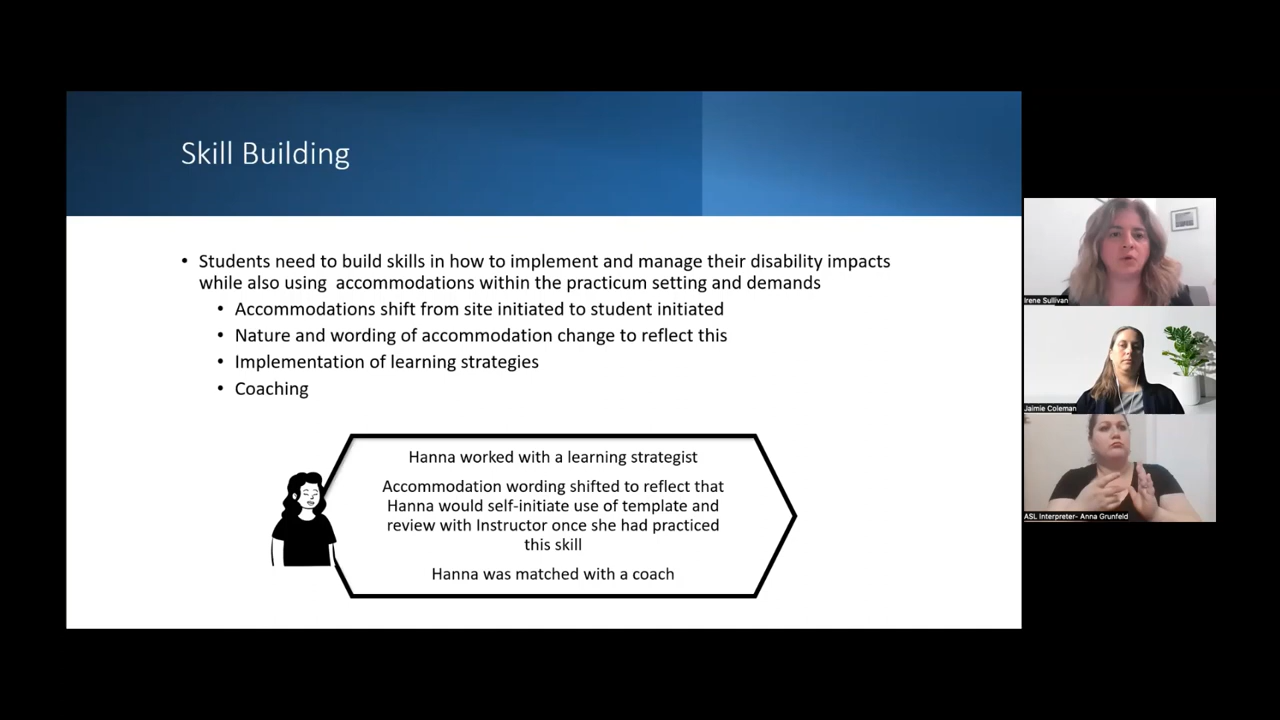 Skill Building
• Students need to build skills in how to implement and manage their disability impacts
while also using  accommodations within the practicum setting and demands
• Accommodations shift from site initiated to student initiated
• Nature and wording of accommodation change to reflect this
• Implementation of learning strategies
• Coaching
Hanna worked with a learning strategist
Accommodation wording shifted to reflect that
Hanna would self-initiate use of template and
review with Instructor once she had practiced
this skill
Hanna was matched with a coach
Irene Sullivan
Jaimie Coleman
ASL Interpreter- Anna Grunfeld